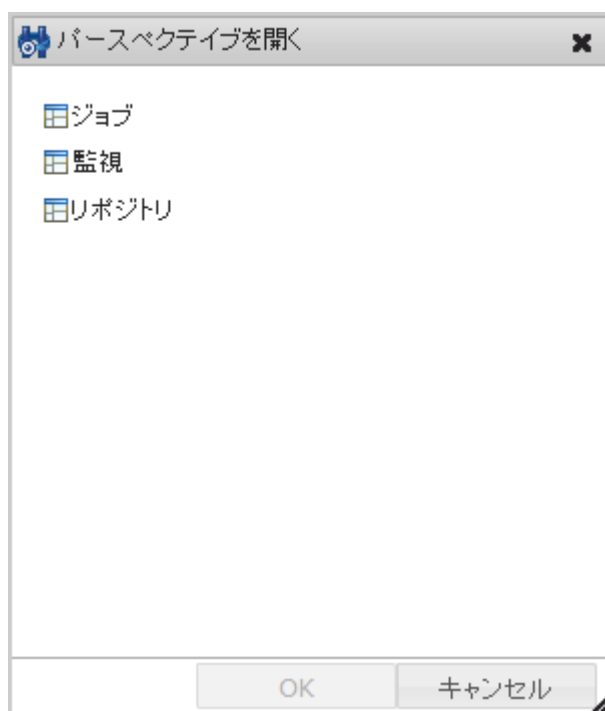 パースペクティブを開く
ジョブ
監視
リポジトリ
OK
キャンセル